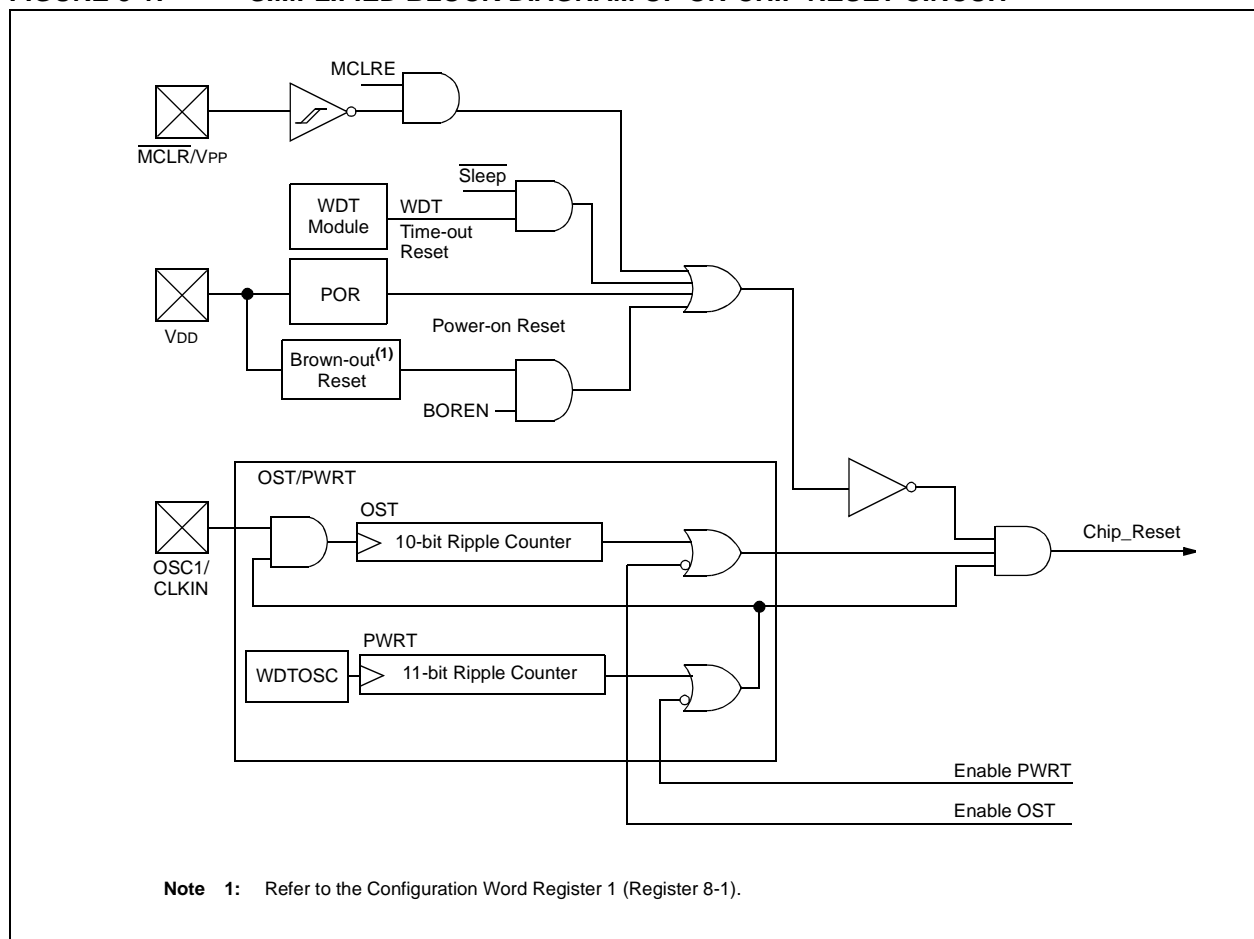 MCLRE
MCLR/VPP
Sleep
WDT
Module
WDT
Time-out
Reset
POR
VDD
Power-on Reset
Brown-out(1)
Reset
BOREN
OST/PWRT
OST
10-bit Ripple Counter
OSC1/
CLKIN
Chip_Reset
PWRT
WDTOSC
11-bit Ripple Counter
Enable PWRT
Enable OST
Note 1: Refer to the Configuration Word Register 1 (Register 8-1).